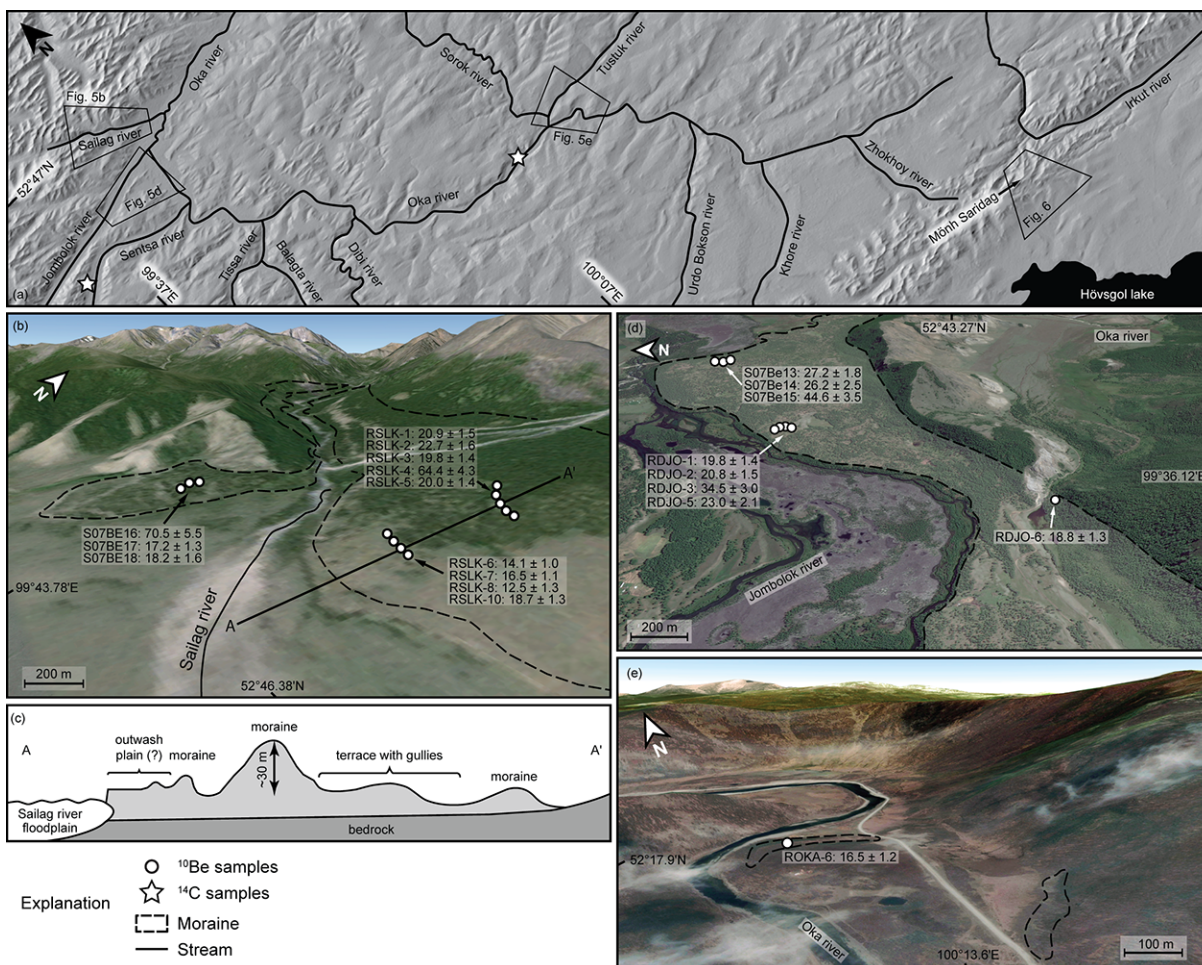 N
Fig. 5b
Sailag river
Oka river
52°47'N
Jombolok river
Fig. 5d
Sentsa river
99°37'E
Tissa river
Balagta river
Dibi river
Oka river
Sorok river
Tustuk river
Fig. 5e
100°07'E
Urdo Bokson river
Khore river
Zhokhoy river
Mönh Saridag
Fig. 6
Irkut river
Hövsgol lake
(a)
(b)
N
RSLK-1: 20.9 ± 1.5
RSLK-2: 22.7 ± 1.6
RSLK-3: 19.8 ± 1.4
RSLK-4: 64.4 ± 4.3
RSLK-5: 20.0 ± 1.4
A'
S07BE16: 70.5 ± 5.5
S07BE17: 17.2 ± 1.3
S07BE18: 18.2 ± 1.6
RSLK-6: 14.1 ± 1.0
RSLK-7: 16.5 ± 1.1
RSLK-8: 12.5 ± 1.3
RSLK-10: 18.7 ± 1.3
99°43.78'E
A
Sailag river
200 m
52°46.38'N
(c)
A
A'
outwash
plain (?)
moraine
moraine
~30 m
terrace with gullies
moraine
Sailag river
floodplain
bedrock
Explanation
¹⁰Be samples
¹⁴C samples
Moraine
Stream
(d)
N
52°43.27'N
Oka river
S07Be13: 27.2 ± 1.8
S07Be14: 26.2 ± 2.5
S07Be15: 44.6 ± 3.5
RDJO-1: 19.8 ± 1.4
RDJO-2: 20.8 ± 1.5
RDJO-3: 34.5 ± 3.0
RDJO-5: 23.0 ± 2.1
99°36.12'E
RDJO-6: 18.8 ± 1.3
Jombolok river
200 m
(e)
N
52°17.9'N
ROKA-6: 16.5 ± 1.2
Oka river
100°13.6'E
100 m